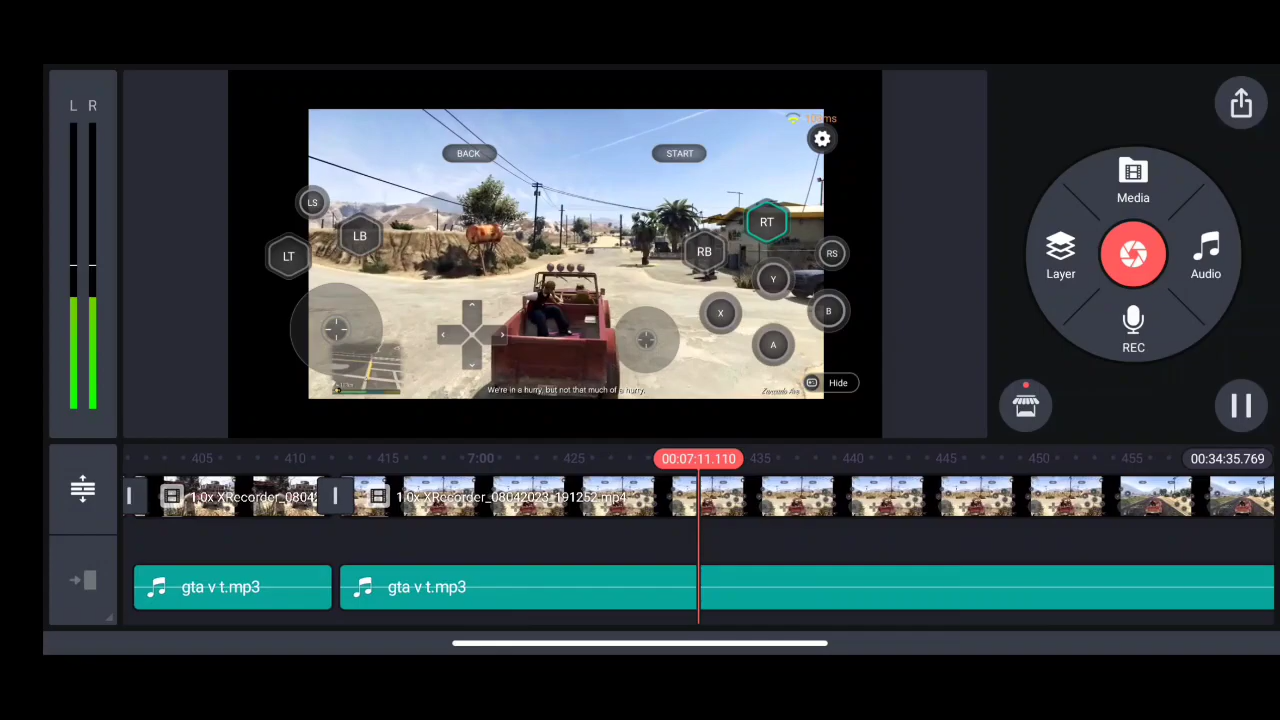 L R
BACK
START
LS
LB
LT
RT
RB
RS
Y
X
B
A
We're in a hurry, but not that much of a hurry.
Hide
Media
Layer
Audio
REC
405 410 415 7:00 425 00:07:11.110 435 440 445 450 455 00:34:35.769
1.0x XRecorder_0804
1.0x XRecorder_08042023_191252.mp4
gta v t.mp3
gta v t.mp3